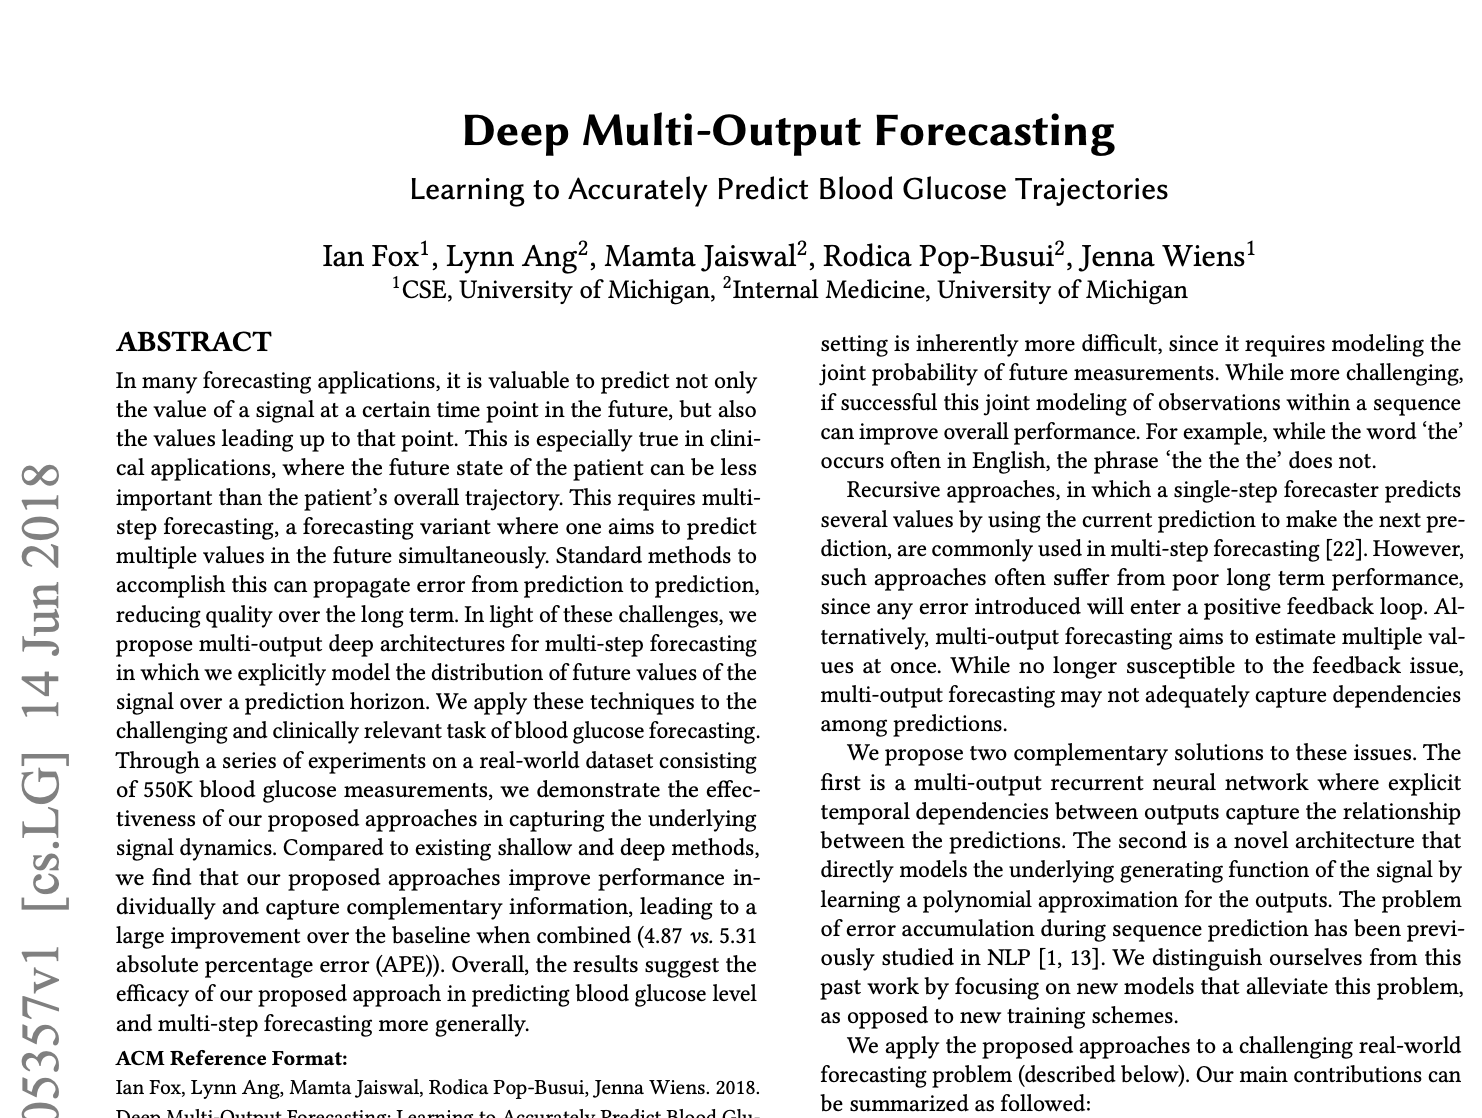 Deep Multi-Output Forecasting
Learning to Accurately Predict Blood Glucose Trajectories
Ian Fox1, Lynn Ang2, Mamta Jaiswal2, Rodica Pop-Busui2, Jenna Wiens1
1CSE, University of Michigan, 2Internal Medicine, University of Michigan
05357v1 [cs.LG] 14 Jun 2018
ABSTRACT
In many forecasting applications, it is valuable to predict not only
the value of a signal at a certain time point in the future, but also
the values leading up to that point. This is especially true in clini-
cal applications, where the future state of the patient can be less
important than the patient's overall trajectory. This requires multi-
step forecasting, a forecasting variant where one aims to predict
multiple values in the future simultaneously. Standard methods to
accomplish this can propagate error from prediction to prediction,
reducing quality over the long term. In light of these challenges, we
propose multi-output deep architectures for multi-step forecasting
in which we explicitly model the distribution of future values of the
signal over a prediction horizon. We apply these techniques to the
challenging and clinically relevant task of blood glucose forecasting.
Through a series of experiments on a real-world dataset consisting
of 550K blood glucose measurements, we demonstrate the effec-
tiveness of our proposed approaches in capturing the underlying
signal dynamics. Compared to existing shallow and deep methods,
we find that our proposed approaches improve performance in-
dividually and capture complementary information, leading to a
large improvement over the baseline when combined (4.87 vs. 5.31
absolute percentage error (APE)). Overall, the results suggest the
efficacy of our proposed approach in predicting blood glucose level
and multi-step forecasting more generally.
ACM Reference Format:
Ian Fox, Lynn Ang, Mamta Jaiswal, Rodica Pop-Busui, Jenna Wiens. 2018.
Deep Multi-Output Forecasting: Learning to Accurately Predict Blood Glu-
setting is inherently more difficult, since it requires modeling the
joint probability of future measurements. While more challenging,
if successful this joint modeling of observations within a sequence
can improve overall performance. For example, while the word 'the'
occurs often in English, the phrase 'the the the' does not.
Recursive approaches, in which a single-step forecaster predicts
several values by using the current prediction to make the next pre-
diction, are commonly used in multi-step forecasting [22]. However,
such approaches often suffer from poor long term performance,
since any error introduced will enter a positive feedback loop. Al-
ternatively, multi-output forecasting aims to estimate multiple val-
ues at once. While no longer susceptible to the feedback issue,
multi-output forecasting may not adequately capture dependencies
among predictions.
We propose two complementary solutions to these issues. The
first is a multi-output recurrent neural network where explicit
temporal dependencies between outputs capture the relationship
between the predictions. The second is a novel architecture that
directly models the underlying generating function of the signal by
learning a polynomial approximation for the outputs. The problem
of error accumulation during sequence prediction has been previ-
ously studied in NLP [1, 13]. We distinguish ourselves from this
past work by focusing on new models that alleviate this problem,
as opposed to new training schemes.
We apply the proposed approaches to a challenging real-world
forecasting problem (described below). Our main contributions can
be summarized as followed: